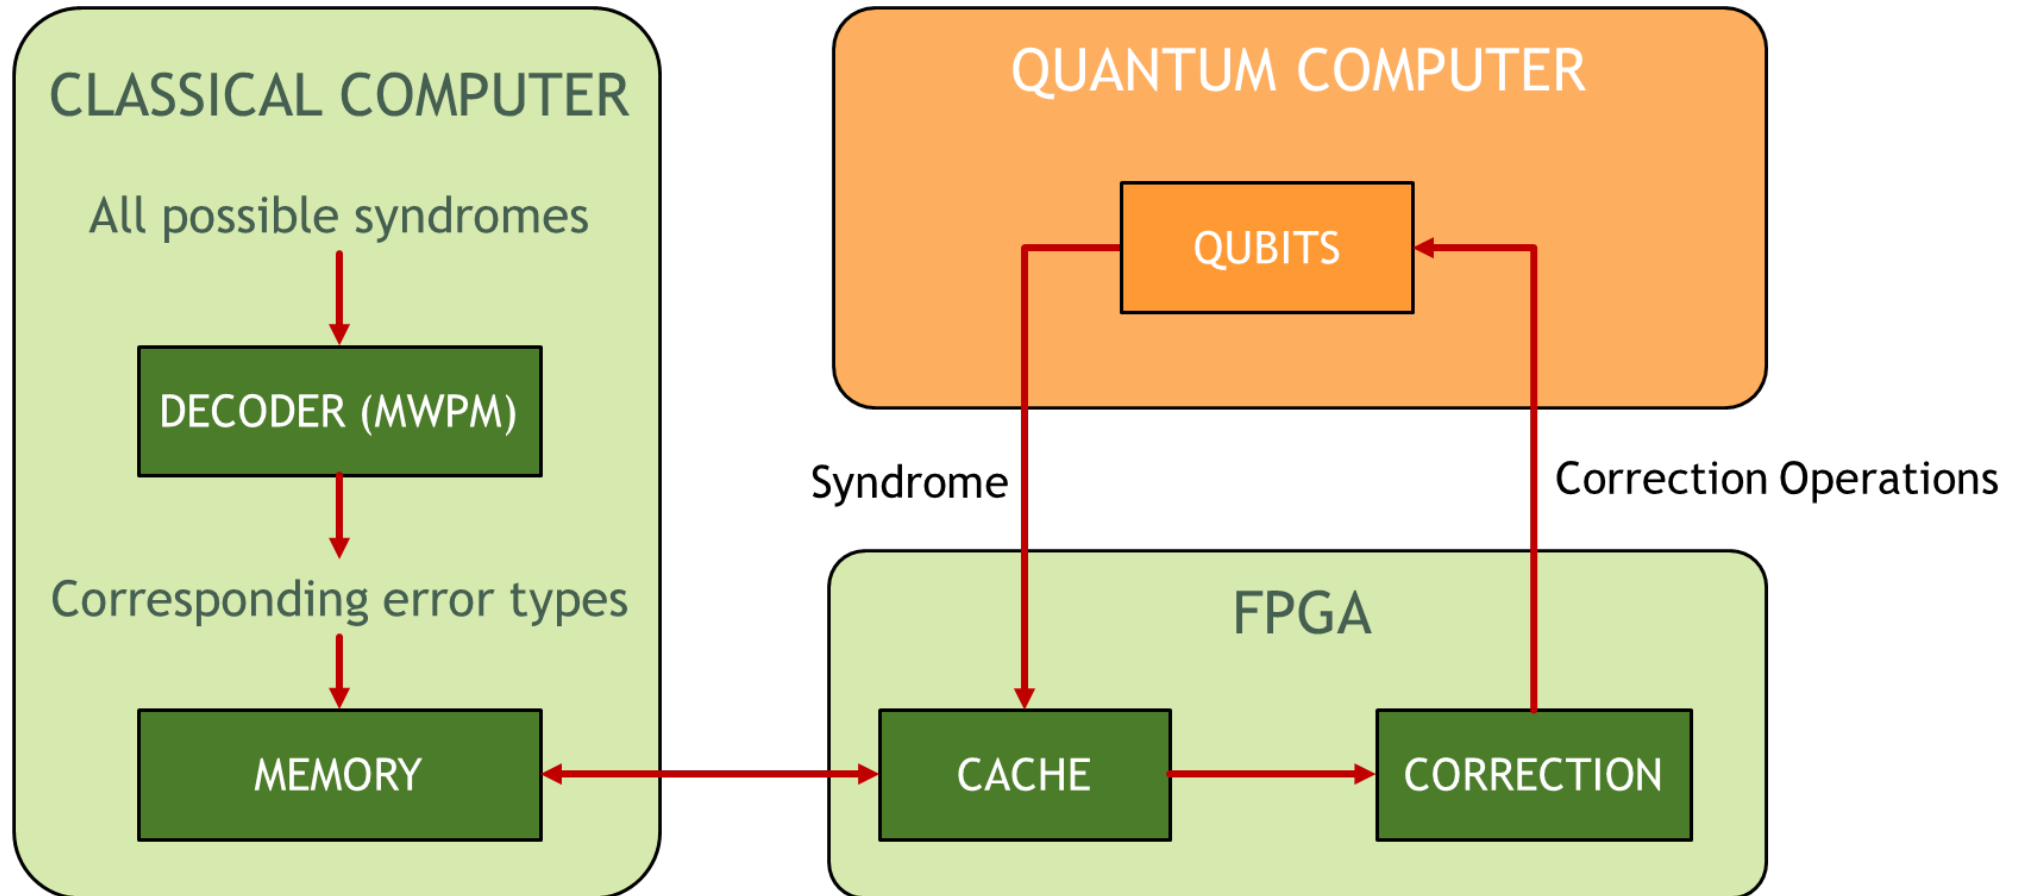 CLASSICAL COMPUTER
All possible syndromes
DECODER (MWPM)
Corresponding error types
MEMORY
QUANTUM COMPUTER
QUBITS
Syndrome
Correction Operations
FPGA
CACHE
CORRECTION